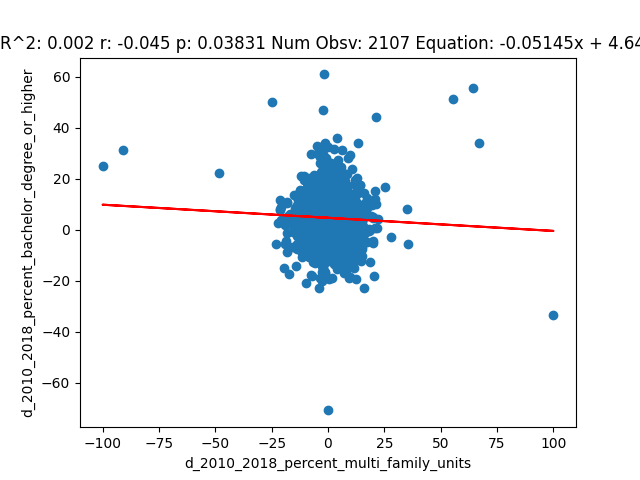 R^2: 0.002 r: -0.045 p: 0.03831 Num Obsv: 2107 Equation: -0.05145x + 4.64
60
40
20
0
−20
−40
−60
d_2010_2018_percent_bachelor_degree_or_higher
−100 −75 −50 −25 0 25 50 75 100
d_2010_2018_percent_multi_family_units